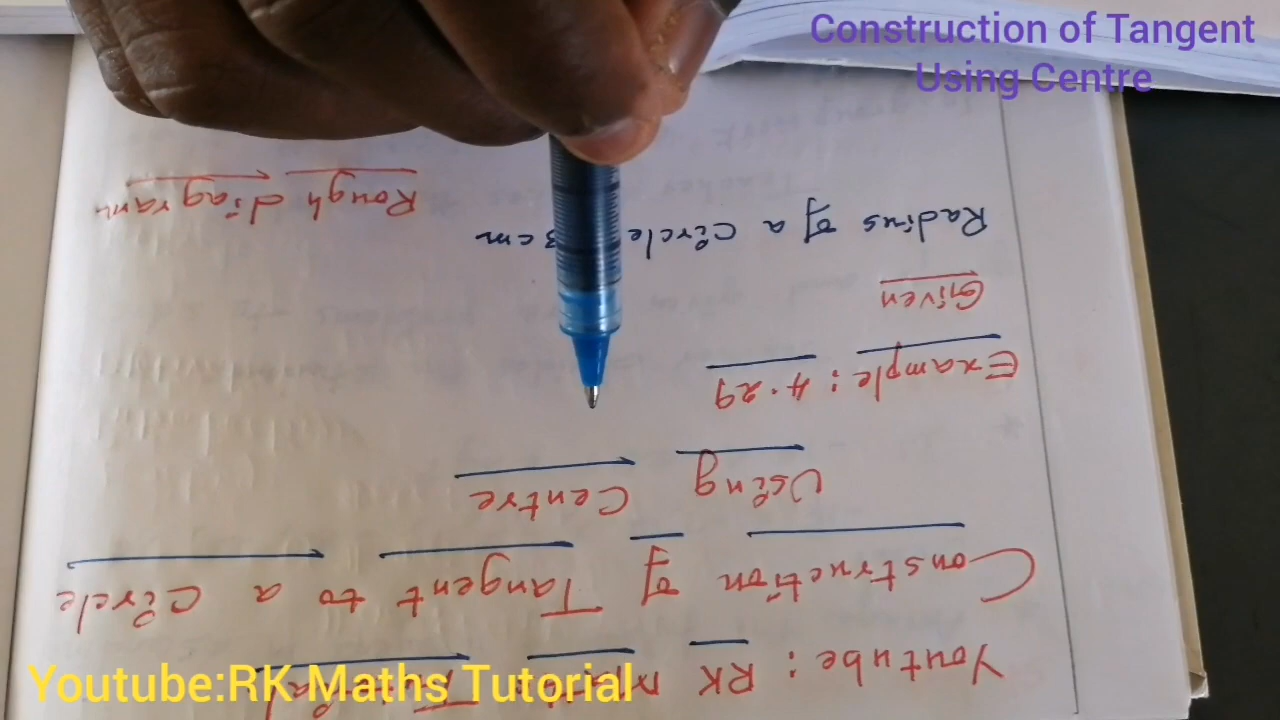 Construction of Tangent
Using Centre
Youtube: RK
Construction of Tangent to a Circle
Using Centre
Example: 4.29
Given
Radius of a Circle 3cm
Rough diagram
Youtube:RK Maths Tutorial